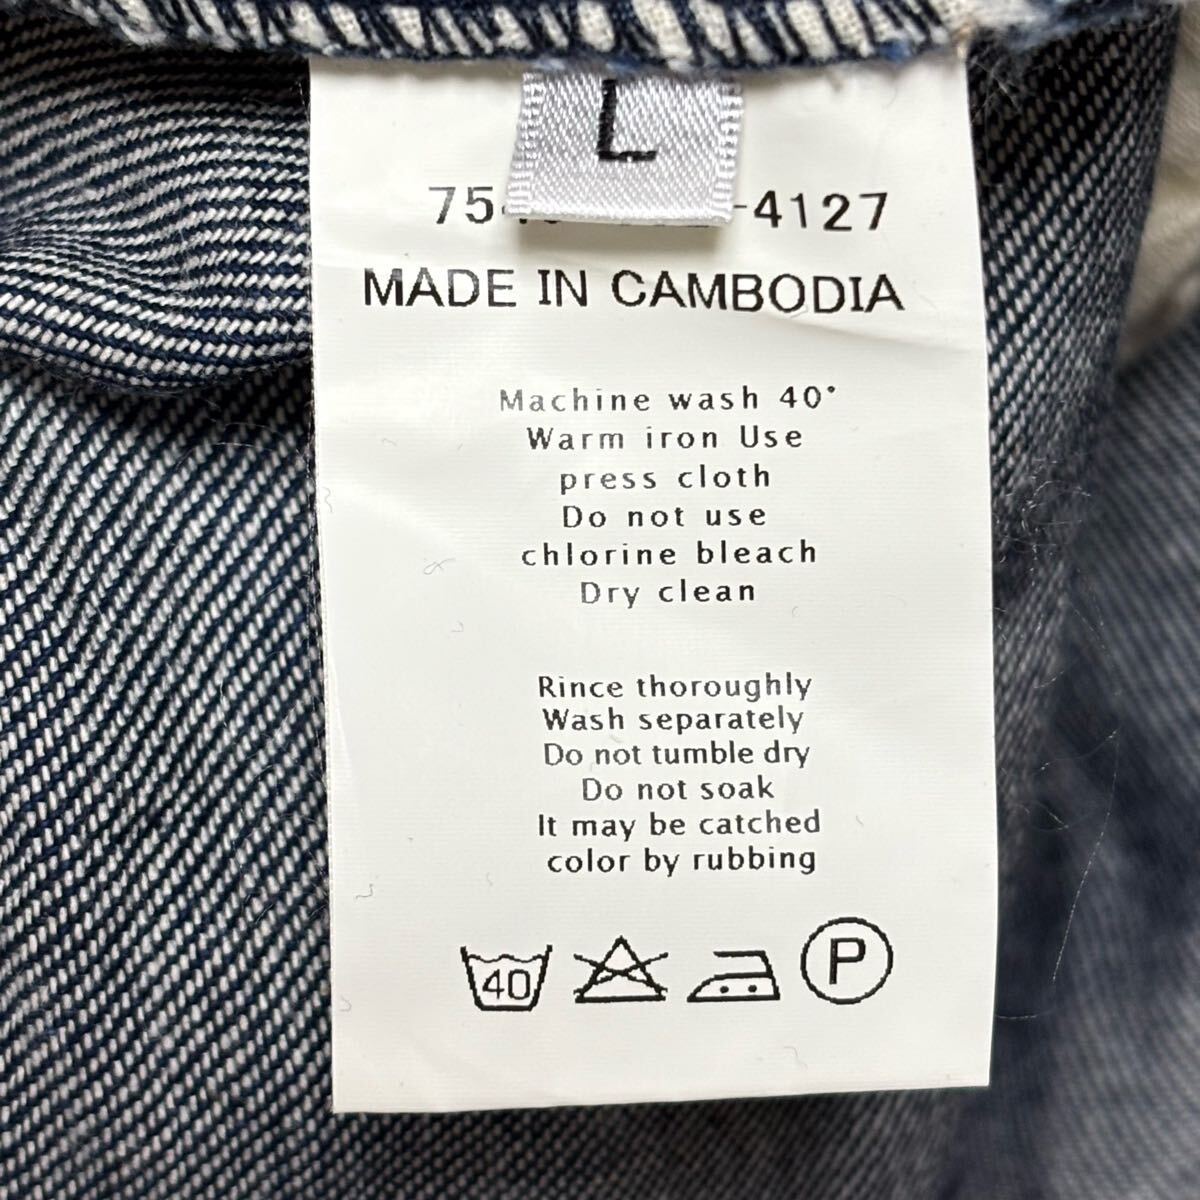 L
75 -4127
MADE IN CAMBODIA
Machine wash 40°
Warm iron Use
press cloth
Do not use
chlorine bleach
Dry clean
Rince thoroughly
Wash separately
Do not tumble dry
Do not soak
It may be catched
color by rubbing
40 P